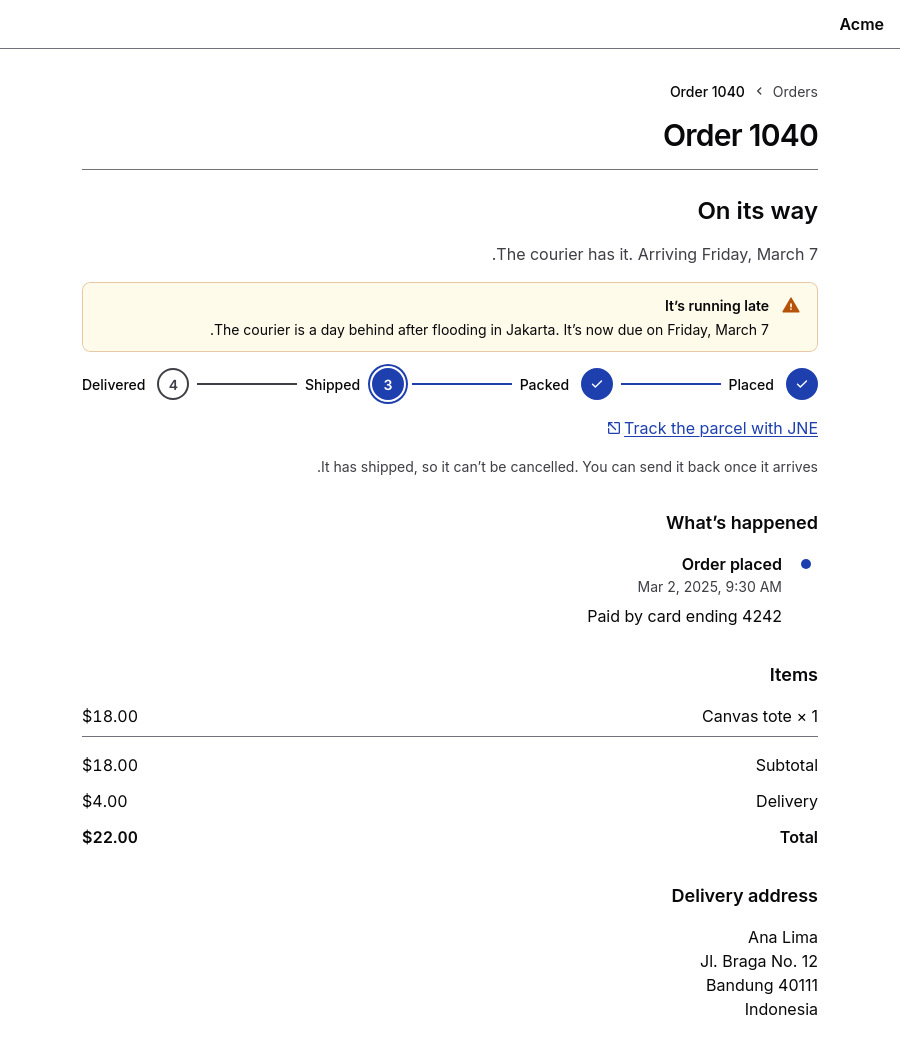 Acme
Orders
Order 1040
Order 1040
On its way
The courier has it. Arriving Friday, March 7.
It’s running late
The courier is a day behind after flooding in Jakarta. It’s now due on Friday, March 7.
Placed
Packed
3 Shipped
4 Delivered
Track the parcel with JNE
It has shipped, so it can’t be cancelled. You can send it back once it arrives.
What’s happened
Order placed
Mar 2, 2025, 9:30 AM
Paid by card ending 4242
Items
Canvas tote × 1 $18.00
Subtotal $18.00
Delivery $4.00
Total $22.00
Delivery address
Ana Lima
Jl. Braga No. 12
Bandung 40111
Indonesia